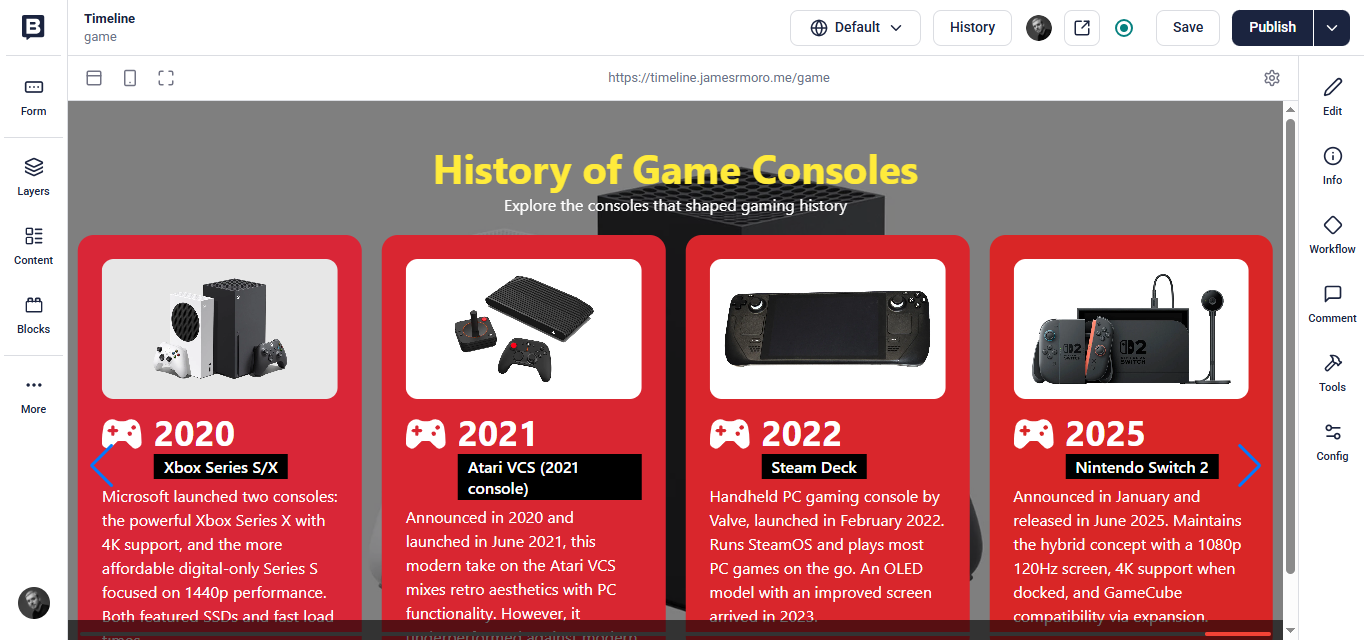 Timeline
game
Default
History
Save
Publish
https://timeline.jamesrmoro.me/game
Form
Layers
Content
Blocks
More
Edit
Info
Workflow
Comment
Tools
Config
History of Game Consoles
Explore the consoles that shaped gaming history
2020
Xbox Series S/X
Microsoft launched two consoles:
the powerful Xbox Series X with
4K support, and the more
affordable digital-only Series S
focused on 1440p performance.
Both featured SSDs and fast load
times.
2021
Atari VCS (2021
console)
Announced in 2020 and
launched in June 2021, this
modern take on the Atari VCS
mixes retro aesthetics with PC
functionality. However, it
underperformed against modern
2022
Steam Deck
Handheld PC gaming console by
Valve, launched in February 2022.
Runs SteamOS and plays most
PC games on the go. An OLED
model with an improved screen
arrived in 2023.
2025
Nintendo Switch 2
Announced in January and
released in June 2025. Maintains
the hybrid concept with a 1080p
120Hz screen, 4K support when
docked, and GameCube
compatibility via expansion.